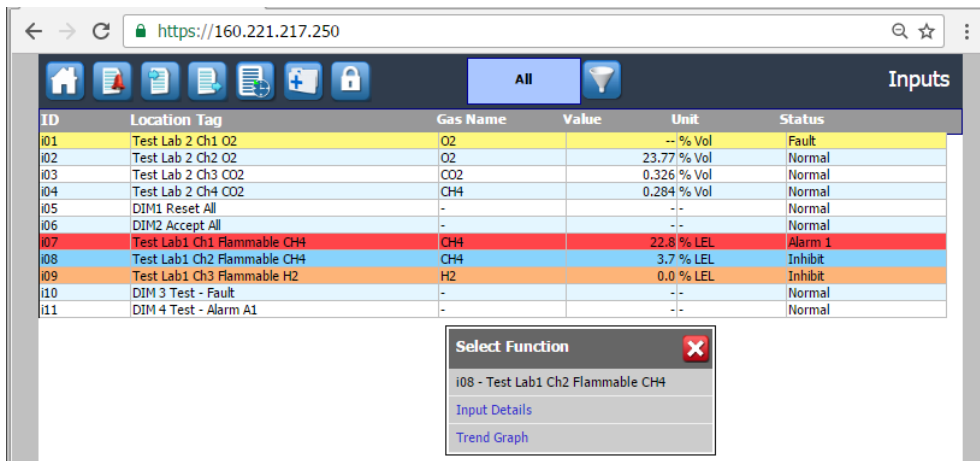 https://160.221.217.250
All
Inputs
ID Location Tag Gas Name Value Unit Status
i01 Test Lab 2 Ch1 O2 O2 -- % Vol Fault
i02 Test Lab 2 Ch2 O2 O2 23.77 % Vol Normal
i03 Test Lab 2 Ch3 CO2 CO2 0.326 % Vol Normal
i04 Test Lab 2 Ch4 CO2 CH4 0.284 % Vol Normal
i05 DIM1 Reset All - - - Normal
i06 DIM2 Accept All - - - Normal
i07 Test Lab1 Ch1 Flammable CH4 CH4 22.8 % LEL Alarm 1
i08 Test Lab1 Ch2 Flammable CH4 CH4 3.7 % LEL Inhibit
i09 Test Lab1 Ch3 Flammable H2 H2 0.0 % LEL Inhibit
i10 DIM 3 Test - Fault - - - Normal
i11 DIM 4 Test - Alarm A1 - - - Normal
Select Function
i08 - Test Lab1 Ch2 Flammable CH4
Input Details
Trend Graph